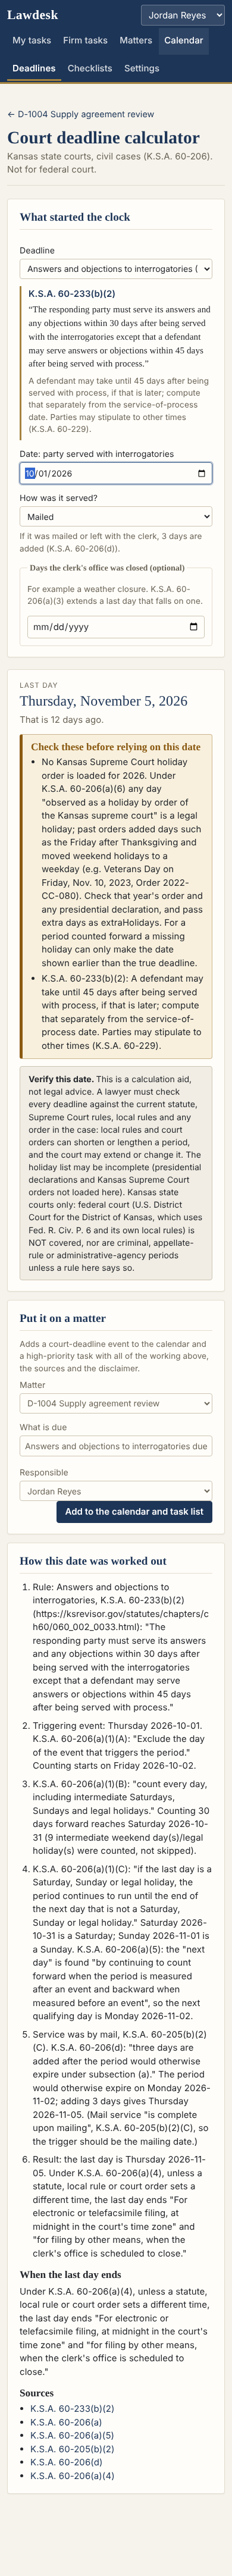 Lawdesk
Jordan Reyes
My tasks Firm tasks Matters Calendar
Deadlines Checklists Settings
← D-1004 Supply agreement review
Court deadline calculator
Kansas state courts, civil cases (K.S.A. 60-206).
Not for federal court.
What started the clock
Deadline
Answers and objections to interrogatories (
K.S.A. 60-233(b)(2)
“The responding party must serve its answers and
any objections within 30 days after being served
with the interrogatories except that a defendant
may serve answers or objections within 45 days
after being served with process.”
A defendant may take until 45 days after being
served with process, if that is later; compute
that separately from the service-of-process
date. Parties may stipulate to other times
(K.S.A. 60-229).
Date: party served with interrogatories
10/01/2026
How was it served?
Mailed
If it was mailed or left with the clerk, 3 days are
added (K.S.A. 60-206(d)).
Days the clerk's office was closed (optional)
For example a weather closure. K.S.A. 60-
206(a)(3) extends a last day that falls on one.
mm/dd/yyyy
LAST DAY
Thursday, November 5, 2026
That is 12 days ago.
Check these before relying on this date
• No Kansas Supreme Court holiday
order is loaded for 2026. Under
K.S.A. 60-206(a)(6) any day
"observed as a holiday by order of
the Kansas supreme court" is a legal
holiday; past orders added days such
as the Friday after Thanksgiving and
moved weekend holidays to a
weekday (e.g. Veterans Day on
Friday, Nov. 10, 2023, Order 2022-
CC-080). Check that year's order and
any presidential declaration, and pass
extra days as extraHolidays. For a
period counted forward a missing
holiday can only make the date
shown earlier than the true deadline.
• K.S.A. 60-233(b)(2): A defendant may
take until 45 days after being served
with process, if that is later; compute
that separately from the service-of-
process date. Parties may stipulate to
other times (K.S.A. 60-229).
Verify this date. This is a calculation aid,
not legal advice. A lawyer must check
every deadline against the current statute,
Supreme Court rules, local rules and any
order in the case: local rules and court
orders can shorten or lengthen a period,
and the court may extend or change it. The
holiday list may be incomplete (presidential
declarations and Kansas Supreme Court
orders not loaded here). Kansas state
courts only: federal court (U.S. District
Court for the District of Kansas, which uses
Fed. R. Civ. P. 6 and its own local rules) is
NOT covered, nor are criminal, appellate-
rule or administrative-agency periods
unless a rule here says so.
Put it on a matter
Adds a court-deadline event to the calendar and
a high-priority task with all of the working above,
the sources and the disclaimer.
Matter
D-1004 Supply agreement review
What is due
Answers and objections to interrogatories due
Responsible
Jordan Reyes
Add to the calendar and task list
How this date was worked out
1. Rule: Answers and objections to
interrogatories, K.S.A. 60-233(b)(2)
(https://ksrevisor.gov/statutes/chapters/c
h60/060_002_0033.html): "The
responding party must serve its answers
and any objections within 30 days after
being served with the interrogatories
except that a defendant may serve
answers or objections within 45 days
after being served with process."
2. Triggering event: Thursday 2026-10-01.
K.S.A. 60-206(a)(1)(A): "Exclude the day
of the event that triggers the period."
Counting starts on Friday 2026-10-02.
3. K.S.A. 60-206(a)(1)(B): "count every day,
including intermediate Saturdays,
Sundays and legal holidays." Counting 30
days forward reaches Saturday 2026-10-
31 (9 intermediate weekend day(s)/legal
holiday(s) were counted, not skipped).
4. K.S.A. 60-206(a)(1)(C): "if the last day is a
Saturday, Sunday or legal holiday, the
period continues to run until the end of
the next day that is not a Saturday,
Sunday or legal holiday." Saturday 2026-
10-31 is a Saturday; Sunday 2026-11-01 is
a Sunday. K.S.A. 60-206(a)(5): the "next
day" is found "by continuing to count
forward when the period is measured
after an event and backward when
measured before an event", so the next
qualifying day is Monday 2026-11-02.
5. Service was by mail, K.S.A. 60-205(b)(2)
(C). K.S.A. 60-206(d): "three days are
added after the period would otherwise
expire under subsection (a)." The period
would otherwise expire on Monday 2026-
11-02; adding 3 days gives Thursday
2026-11-05. (Mail service "is complete
upon mailing", K.S.A. 60-205(b)(2)(C), so
the trigger should be the mailing date.)
6. Result: the last day is Thursday 2026-11-
05. Under K.S.A. 60-206(a)(4), unless a
statute, local rule or court order sets a
different time, the last day ends "For
electronic or telefacsimile filing, at
midnight in the court's time zone" and
"for filing by other means, when the
clerk's office is scheduled to close."
When the last day ends
Under K.S.A. 60-206(a)(4), unless a statute,
local rule or court order sets a different time,
the last day ends "For electronic or
telefacsimile filing, at midnight in the court's
time zone" and "for filing by other means,
when the clerk's office is scheduled to
close."
Sources
• K.S.A. 60-233(b)(2)
• K.S.A. 60-206(a)
• K.S.A. 60-206(a)(5)
• K.S.A. 60-205(b)(2)
• K.S.A. 60-206(d)
• K.S.A. 60-206(a)(4)